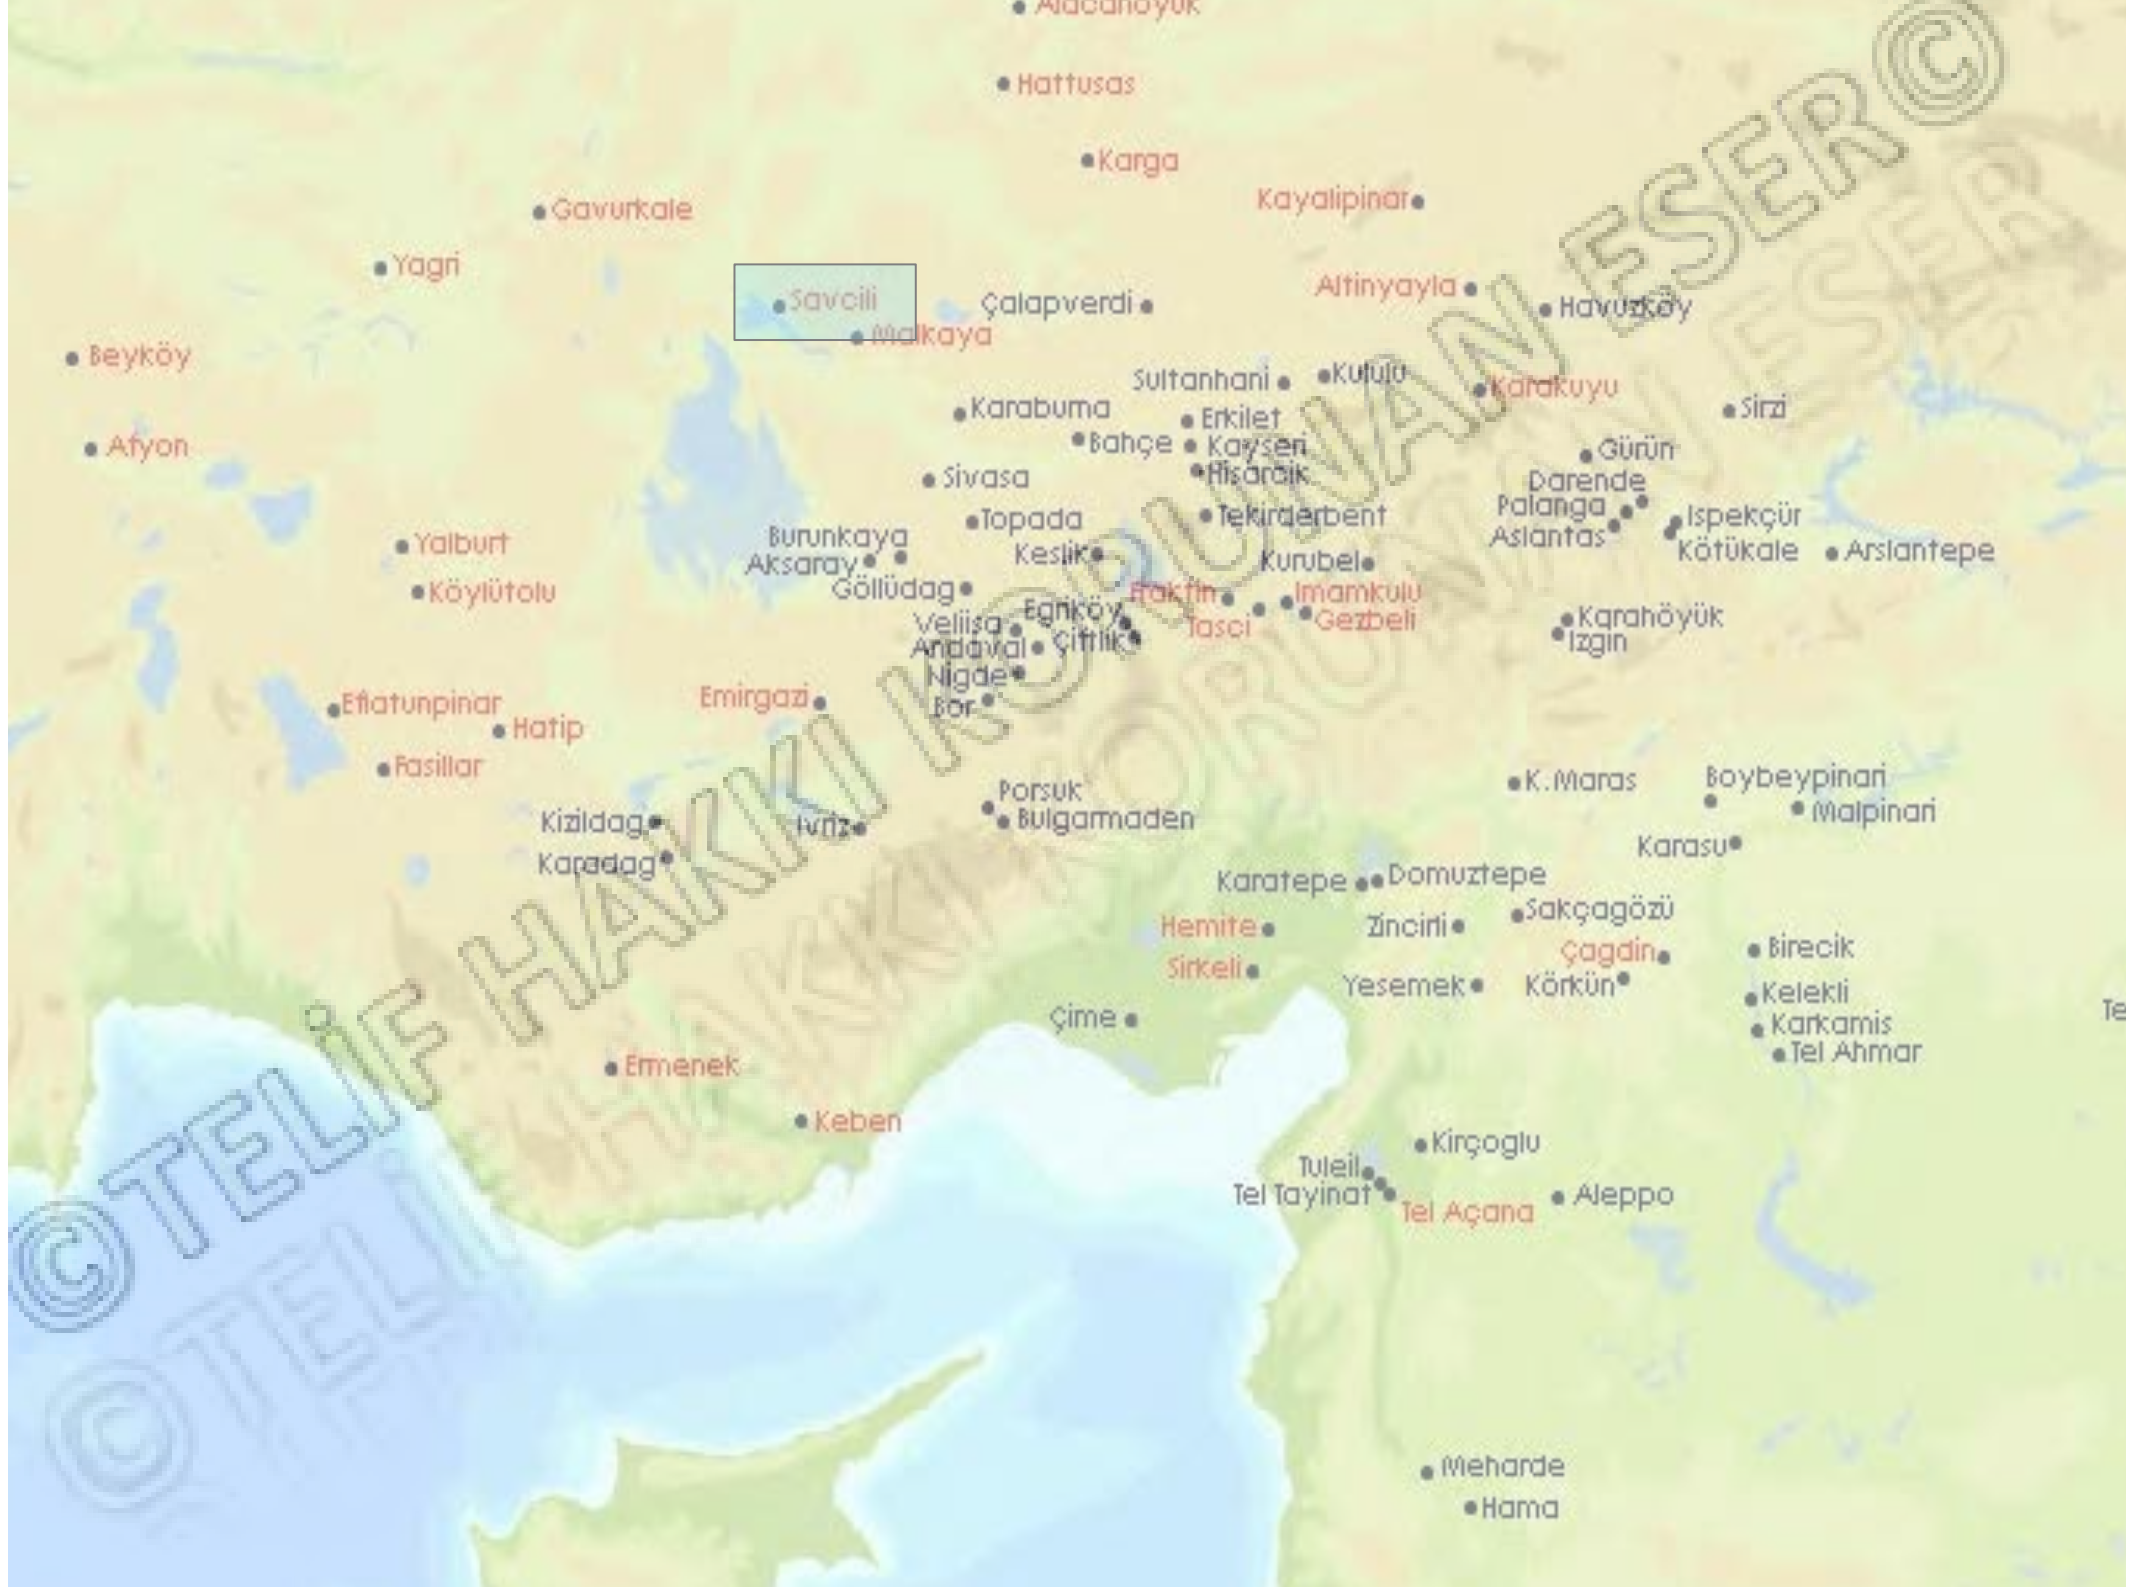 Alacahöyük
Hattusas
Karga
Kayalipinar
Gavurkale
Yagri
Savcili
Çalapverdi
Altinyayla
Havuzköy
Malkaya
Beyköy
Sultanhani
Kululu
Karakuyu
Karaburna
Erkilet
Sirzi
Afyon
Bahçe
Kayseri
Gürün
Hisarcik
Sivasa
Darende
Palanga
Topada
Tekirderbent
Ispekçür
Burunkaya
Aslantas
Yalburt
Keslik
Kötükale
Arslantepe
Aksaray
Kurubel
Göllüdag
Fraktin
Imamkulu
Köylütolu
Egriköy
Veliisa
Tasci
Gezbeli
Karahöyük
Andaval
Çiftlik
Izgin
Nigde
Eflatunpinar
Emirgazi
Bor
Hatip
Fasillar
K.Maras
Boybeypinari
Porsuk
Malpinari
Kizildag
Ivriz
Bulgarmaden
Karasu
Karadag
Karatepe
Domuztepe
Sakçagözü
Hemite
Zincirli
Çagdin
Birecik
Sirkeli
Yesemek
Körkün
Kelekli
Te
Çime
Karkamis
Tel Ahmar
Ermenek
Keben
Kirçoglu
Tuleil
Tel Tayinat
Aleppo
Tel Açana
Meharde
Hama
©TELİF HAKKI KORUNAN ESER©